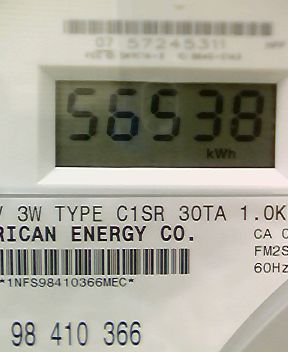 07 57245311
56538
kWh
3W TYPE C1SR 30TA 1.0K
RICAN ENERGY CO.
CA
FM2S
60Hz
*1NFS98410366MEC*
98 410 366